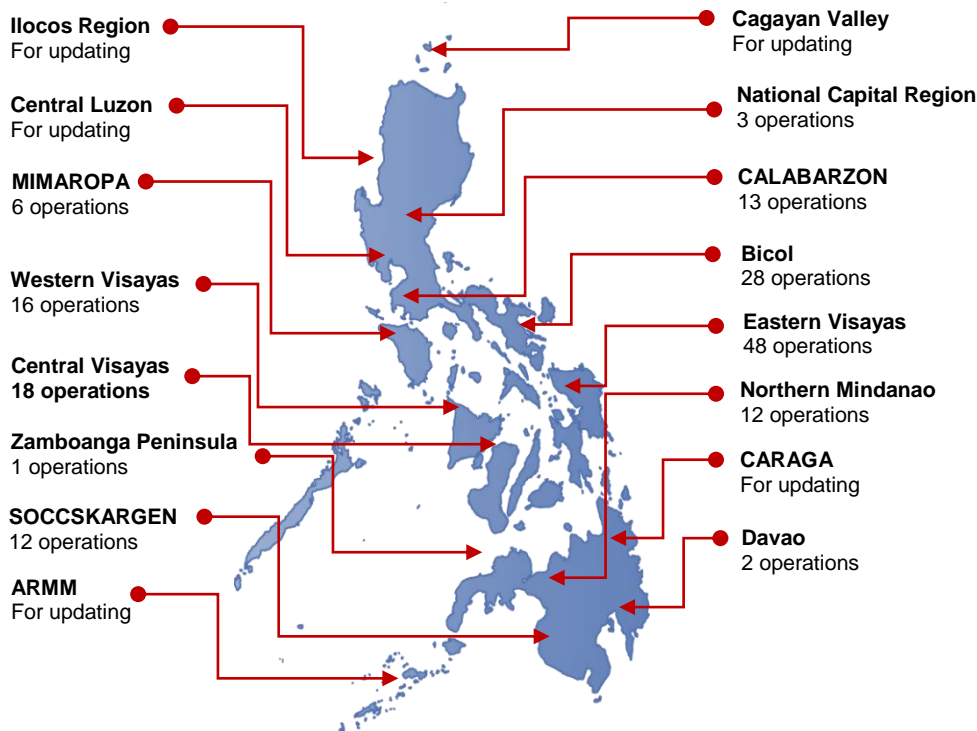 Ilocos Region
For updating
Central Luzon
For updating
MIMAROPA
6 operations
Western Visayas
16 operations
Central Visayas
18 operations
Zamboanga Peninsula
1 operations
SOCCSKARGEN
12 operations
ARMM
For updating
Cagayan Valley
For updating
National Capital Region
3 operations
CALABARZON
13 operations
Bicol
28 operations
Eastern Visayas
48 operations
Northern Mindanao
12 operations
CARAGA
For updating
Davao
2 operations